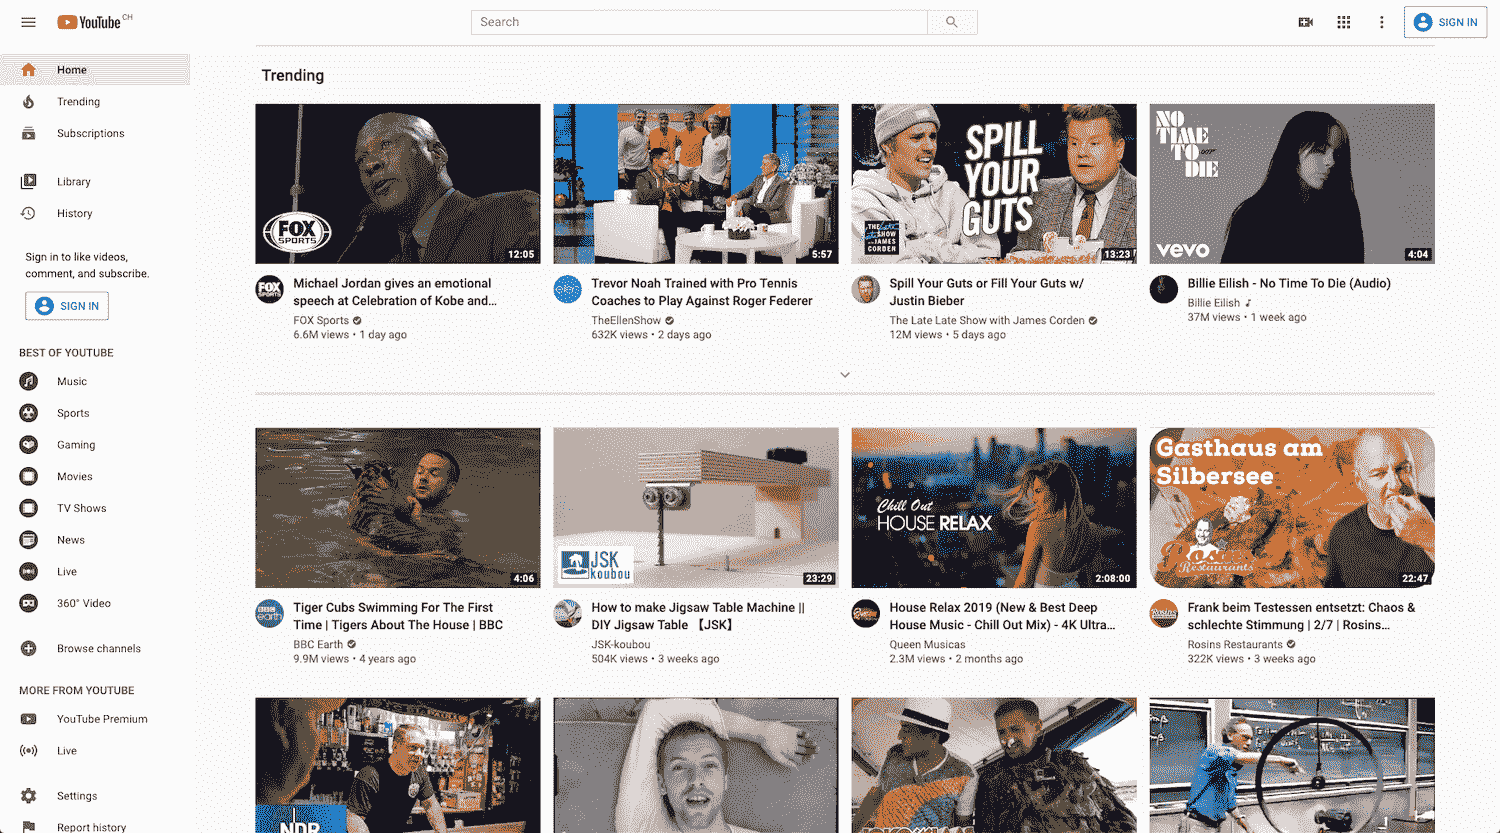 YouTube CH
Search
SIGN IN
Home
Trending
Subscriptions
Library
History
Sign in to like videos,
comment, and subscribe.
SIGN IN
BEST OF YOUTUBE
Music
Sports
Gaming
Movies
TV Shows
News
Live
360° Video
Browse channels
MORE FROM YOUTUBE
YouTube Premium
Live
Settings
Report history
Trending
FOX
SPORTS
12:05
FOX
SPORTS
Michael Jordan gives an emotional
speech at Celebration of Kobe and...
FOX Sports
6.6M views • 1 day ago
5:57
Trevor Noah Trained with Pro Tennis
Coaches to Play Against Roger Federer
TheEllenShow
632K views • 2 days ago
SPILL
YOUR
GUTS
THE
LATE LATE
SHOW
JAMES
CORDEN
13:23
Spill Your Guts or Fill Your Guts w/
Justin Bieber
The Late Late Show with James Corden
12M views • 5 days ago
NO
TIME
TO 007
DIE
vevo
4:04
Billie Eilish - No Time To Die (Audio)
Billie Eilish
37M views • 1 week ago
4:06
BBC
earth
Tiger Cubs Swimming For The First
Time | Tigers About The House | BBC
BBC Earth
9.9M views • 4 years ago
JSK
koubou
23:29
How to make Jigsaw Table Machine ||
DIY Jigsaw Table 【JSK】
JSK-koubou
504K views • 3 weeks ago
Chill Out
HOUSE RELAX
2:08:00
House Relax 2019 (New & Best Deep
House Music - Chill Out Mix) - 4K Ultra...
Queen Musicas
2.3M views • 2 months ago
Gasthaus am
Silbersee
Rosins
Restaurants
22:47
Frank beim Testessen entsetzt: Chaos &
schlechte Stimmung | 2/7 | Rosins...
Rosins Restaurants
322K views • 3 weeks ago
NDR